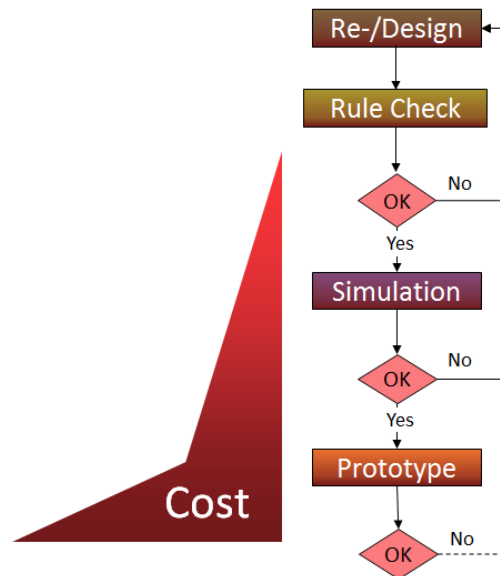 Re-/Design
Rule Check
OK
No
Yes
Simulation
OK
No
Yes
Prototype
Cost
OK
No